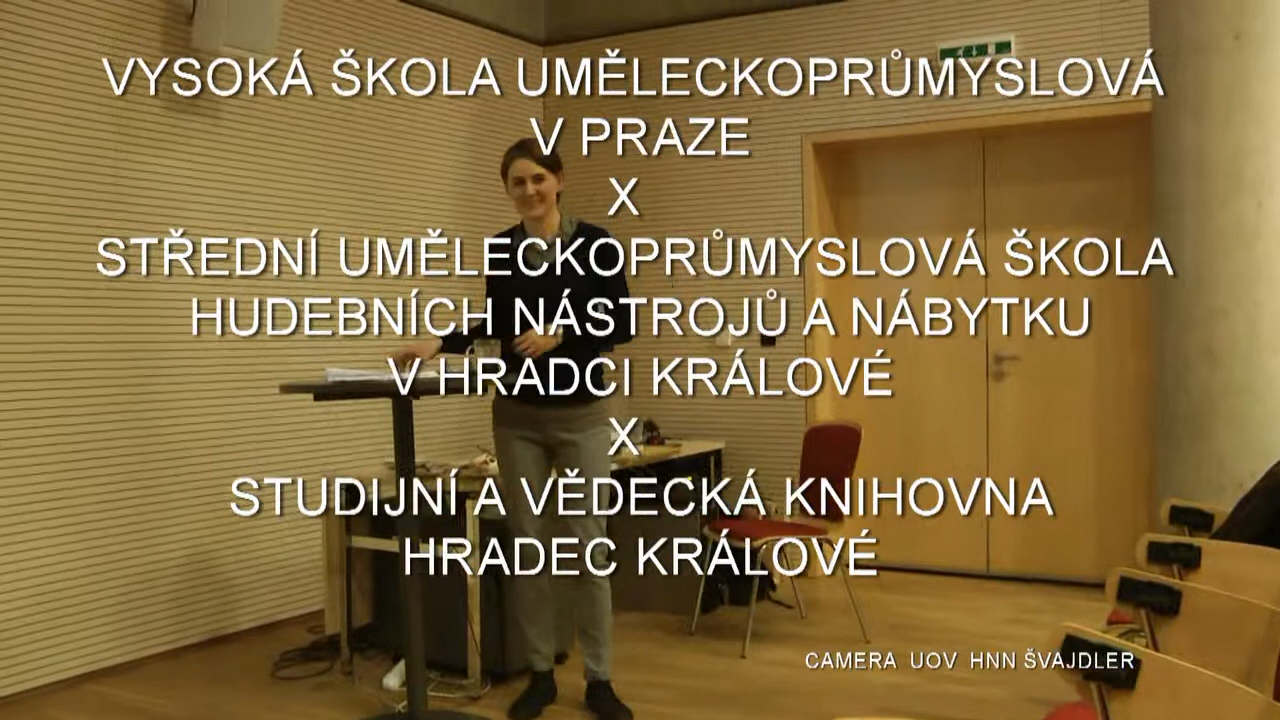 VYSOKÁ ŠKOLA UMĚLECKOPRŮMYSLOVÁ
V PRAZE
X
STŘEDNÍ UMĚLECKOPRŮMYSLOVÁ ŠKOLA
HUDEBNÍCH NÁSTROJŮ A NÁBYTKU
V HRADCI KRÁLOVÉ
X
STUDIJNÍ A VĚDECKÁ KNIHOVNA
HRADEC KRÁLOVÉ
CAMERA UOV HNN ŠVAJDLER